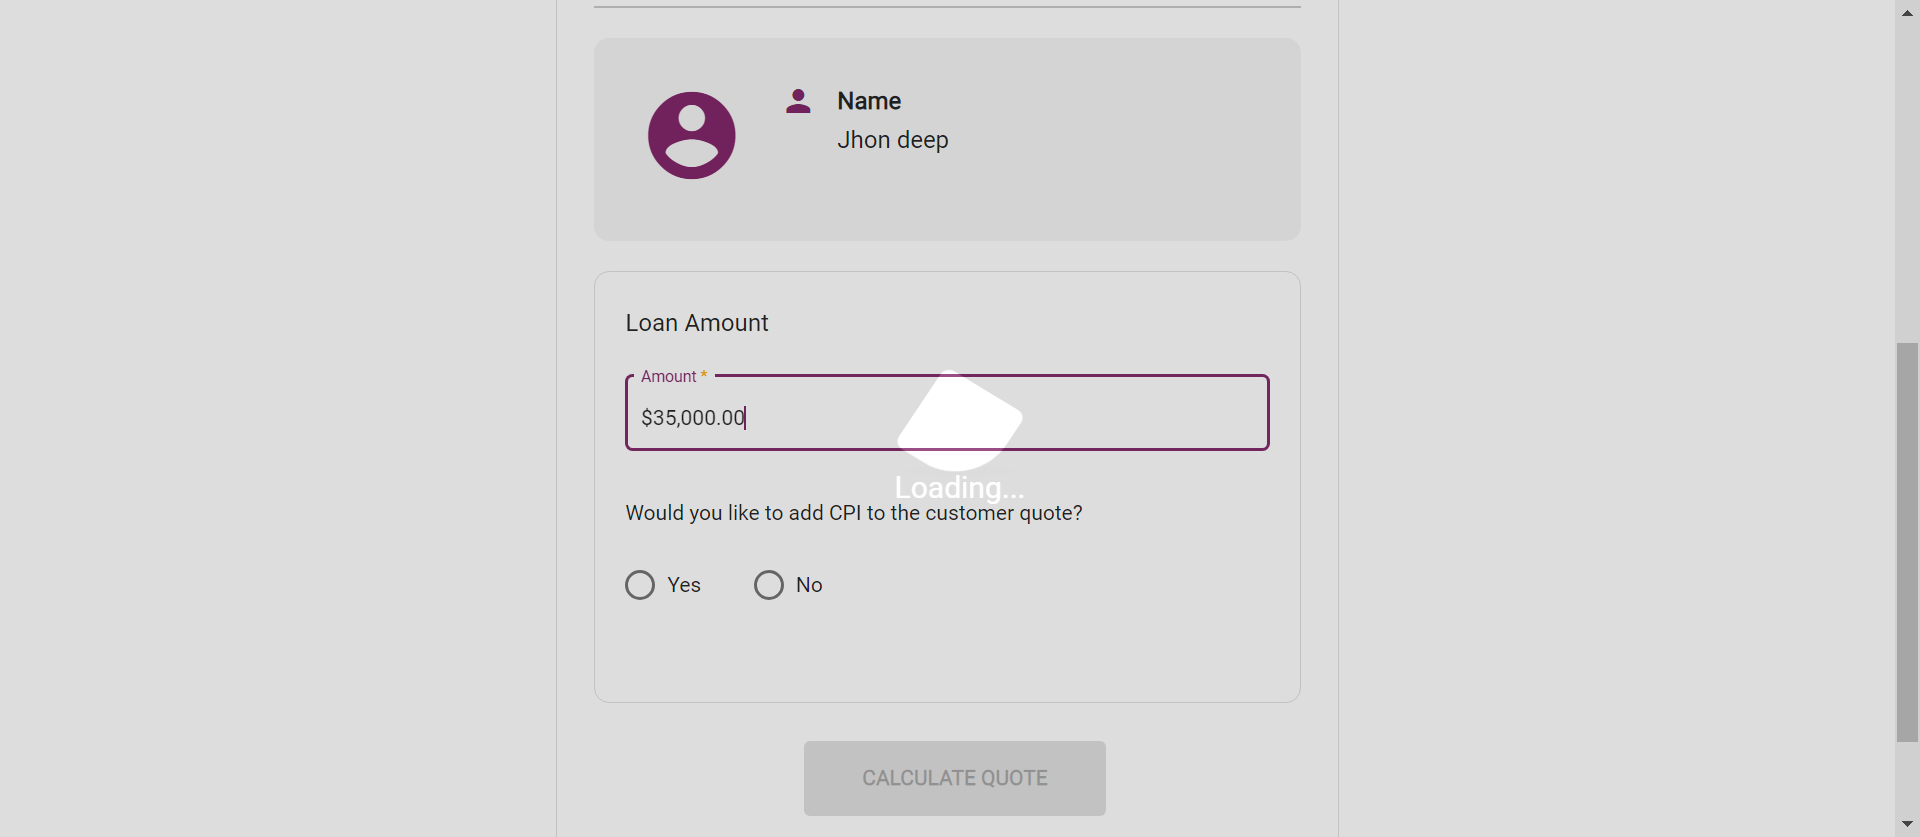 Name
Jhon deep
Loan Amount
Amount *
$35,000.00
Loading...
Would you like to add CPI to the customer quote?
Yes
No
CALCULATE QUOTE